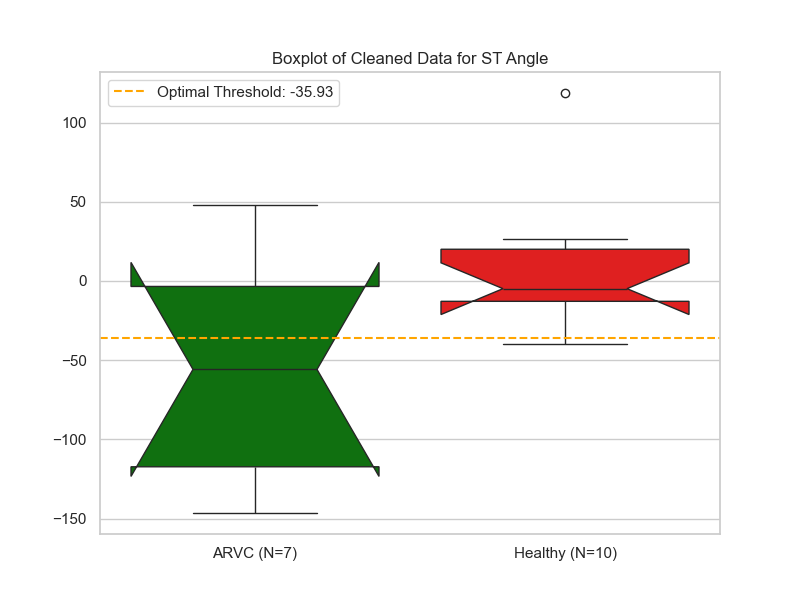 Boxplot of Cleaned Data for ST Angle
Optimal Threshold: -35.93
100
50
0
−50
−100
−150
ARVC (N=7)
Healthy (N=10)